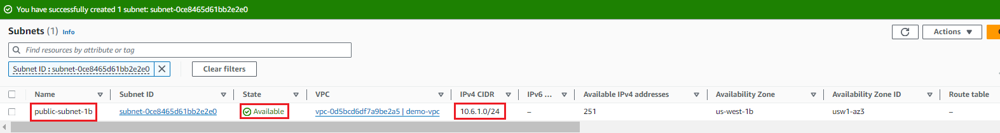 You have successfully created 1 subnet: subnet-0ce8465d61bb2e2e0
Subnets (1) Info
Actions
Find resources by attribute or tag
Subnet ID : subnet-0ce8465d61bb2e2e0
Clear filters
Name Subnet ID State VPC IPv4 CIDR IPv6 ... Available IPv4 addresses Availability Zone Availability Zone ID Route table
public-subnet-1b subnet-0ce8465d61bb2e2e0 Available vpc-0d5bcd6df7a9be2a5 | demo-vpc 10.6.1.0/24 – 251 us-west-1b usw1-az3 –